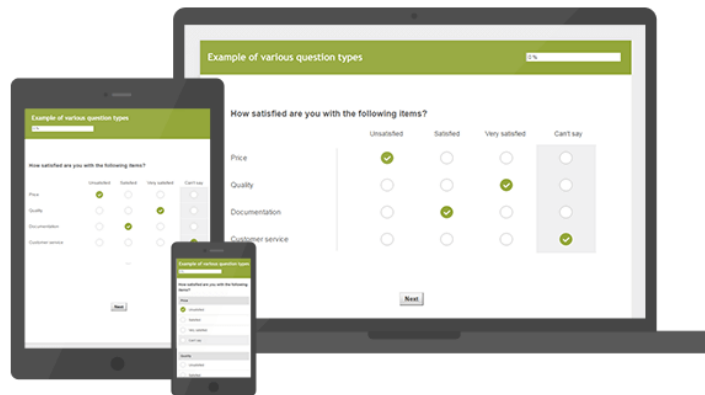 Example of various question types
0 %
How satisfied are you with the following items?
Unsatisfied Satisfied Very satisfied Can't say
Price
Quality
Documentation
Customer service
Next
Example of various question types
0 %
How satisfied are you with the following items?
Unsatisfied Satisfied Very satisfied Can't say
Price
Quality
Documentation
Customer service
Next
Example of various question types
How satisfied are you with the following
items?
Price
Unsatisfied
Satisfied
Very satisfied
Can't say
Quality
Unsatisfied
Satisfied